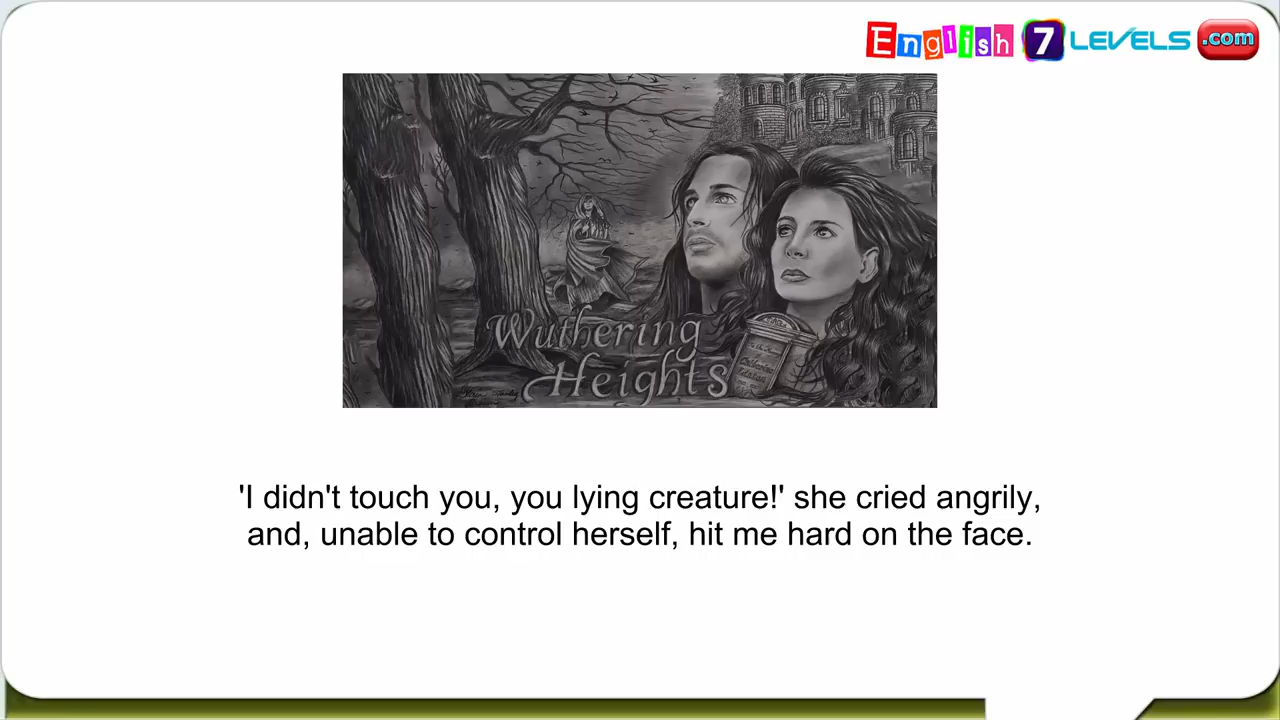 English 7 LEVELS .com
Wuthering
Heights
'I didn't touch you, you lying creature!' she cried angrily,
and, unable to control herself, hit me hard on the face.